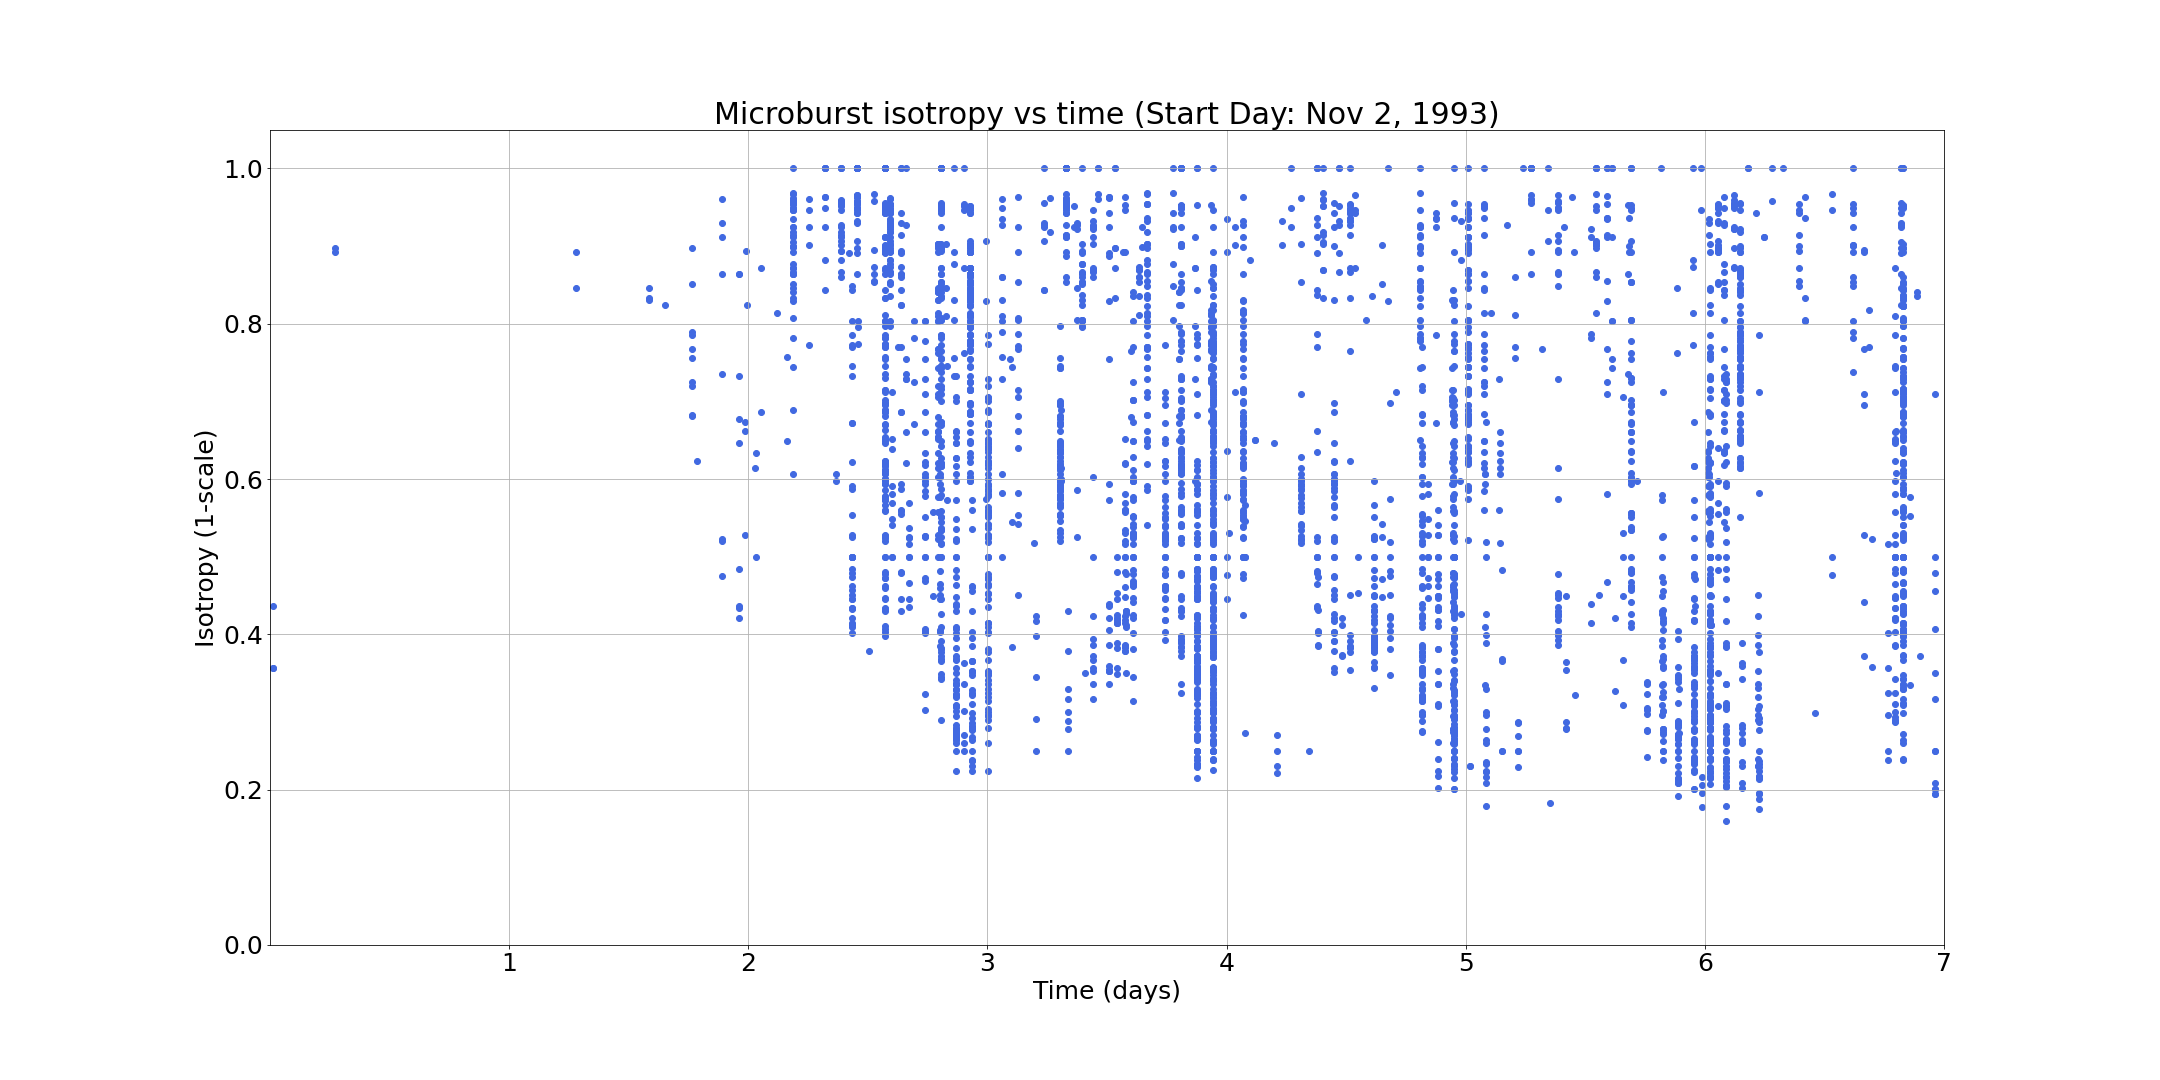 Microburst isotropy vs time (Start Day: Nov 2, 1993)
1.0
0.8
0.6
0.4
0.2
0.0
Isotropy (1-scale)
1 2 3 4 5 6 7
Time (days)